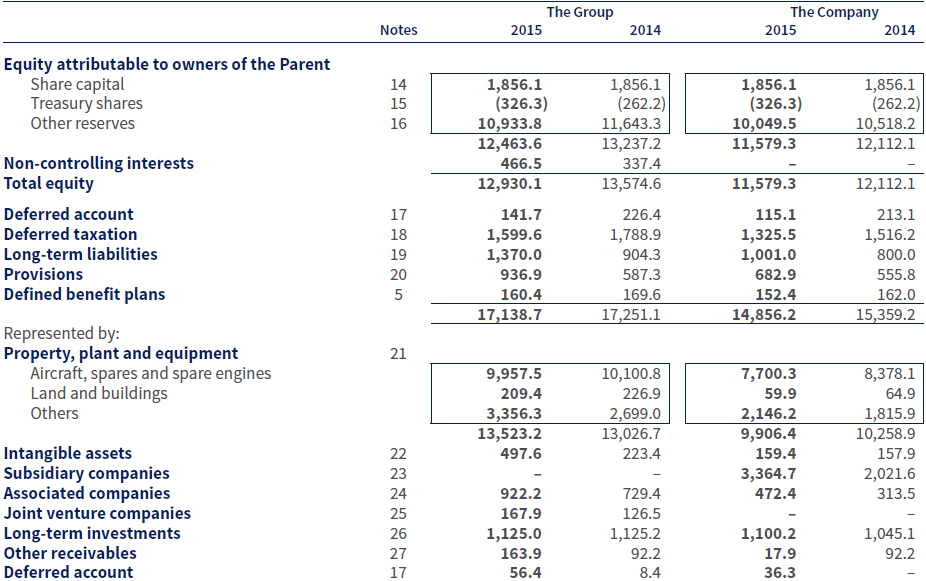 The Group The Company
Notes 2015 2014 2015 2014
Equity attributable to owners of the Parent
Share capital 14 1,856.1 1,856.1 1,856.1 1,856.1
Treasury shares 15 (326.3) (262.2) (326.3) (262.2)
Other reserves 16 10,933.8 11,643.3 10,049.5 10,518.2
12,463.6 13,237.2 11,579.3 12,112.1
Non-controlling interests 466.5 337.4 – –
Total equity 12,930.1 13,574.6 11,579.3 12,112.1
Deferred account 17 141.7 226.4 115.1 213.1
Deferred taxation 18 1,599.6 1,788.9 1,325.5 1,516.2
Long-term liabilities 19 1,370.0 904.3 1,001.0 800.0
Provisions 20 936.9 587.3 682.9 555.8
Defined benefit plans 5 160.4 169.6 152.4 162.0
17,138.7 17,251.1 14,856.2 15,359.2
Represented by:
Property, plant and equipment 21
Aircraft, spares and spare engines 9,957.5 10,100.8 7,700.3 8,378.1
Land and buildings 209.4 226.9 59.9 64.9
Others 3,356.3 2,699.0 2,146.2 1,815.9
13,523.2 13,026.7 9,906.4 10,258.9
Intangible assets 22 497.6 223.4 159.4 157.9
Subsidiary companies 23 – – 3,364.7 2,021.6
Associated companies 24 922.2 729.4 472.4 313.5
Joint venture companies 25 167.9 126.5 – –
Long-term investments 26 1,125.0 1,125.2 1,100.2 1,045.1
Other receivables 27 163.9 92.2 17.9 92.2
Deferred account 17 56.4 8.4 36.3 –